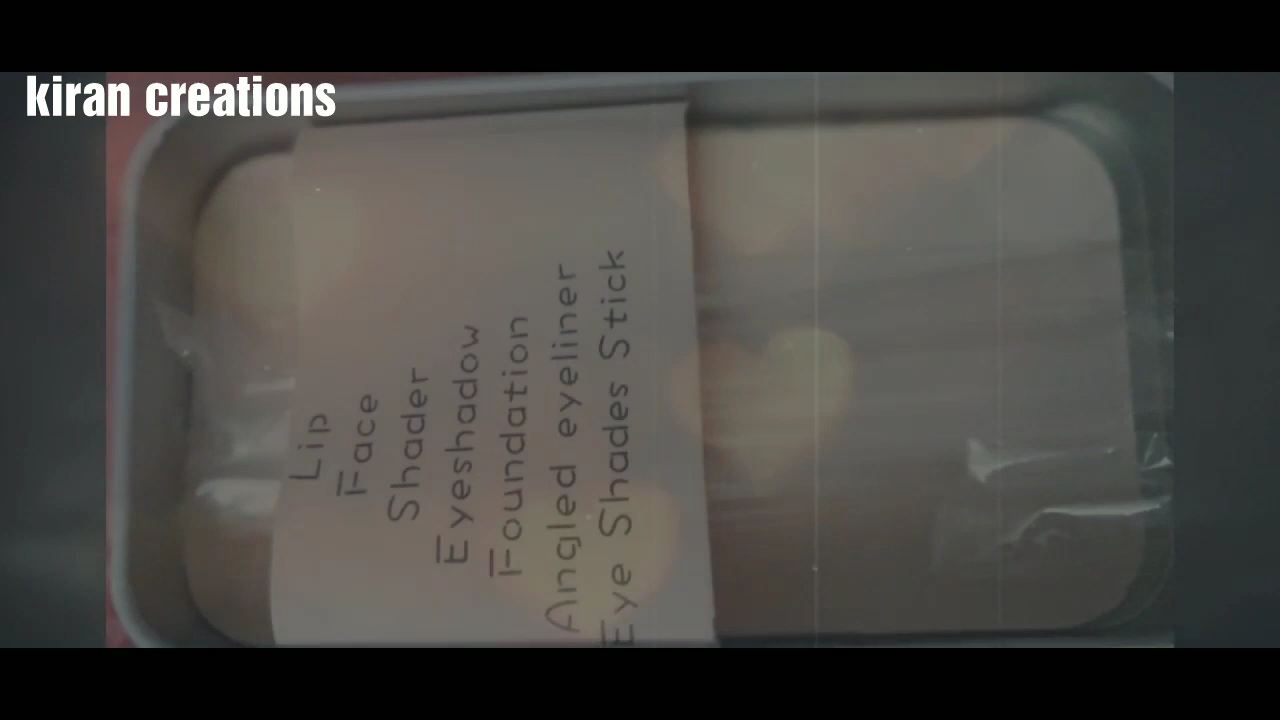 kiran creations
Lip
Face
Shader
Eyeshadow
Foundation
Angled eyeliner
Eye Shades Stick